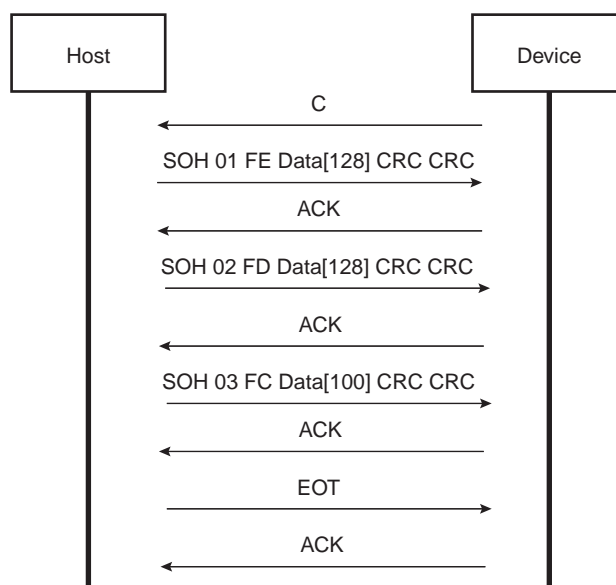 Host
Device
C
SOH 01 FE Data[128] CRC CRC
ACK
SOH 02 FD Data[128] CRC CRC
ACK
SOH 03 FC Data[100] CRC CRC
ACK
EOT
ACK